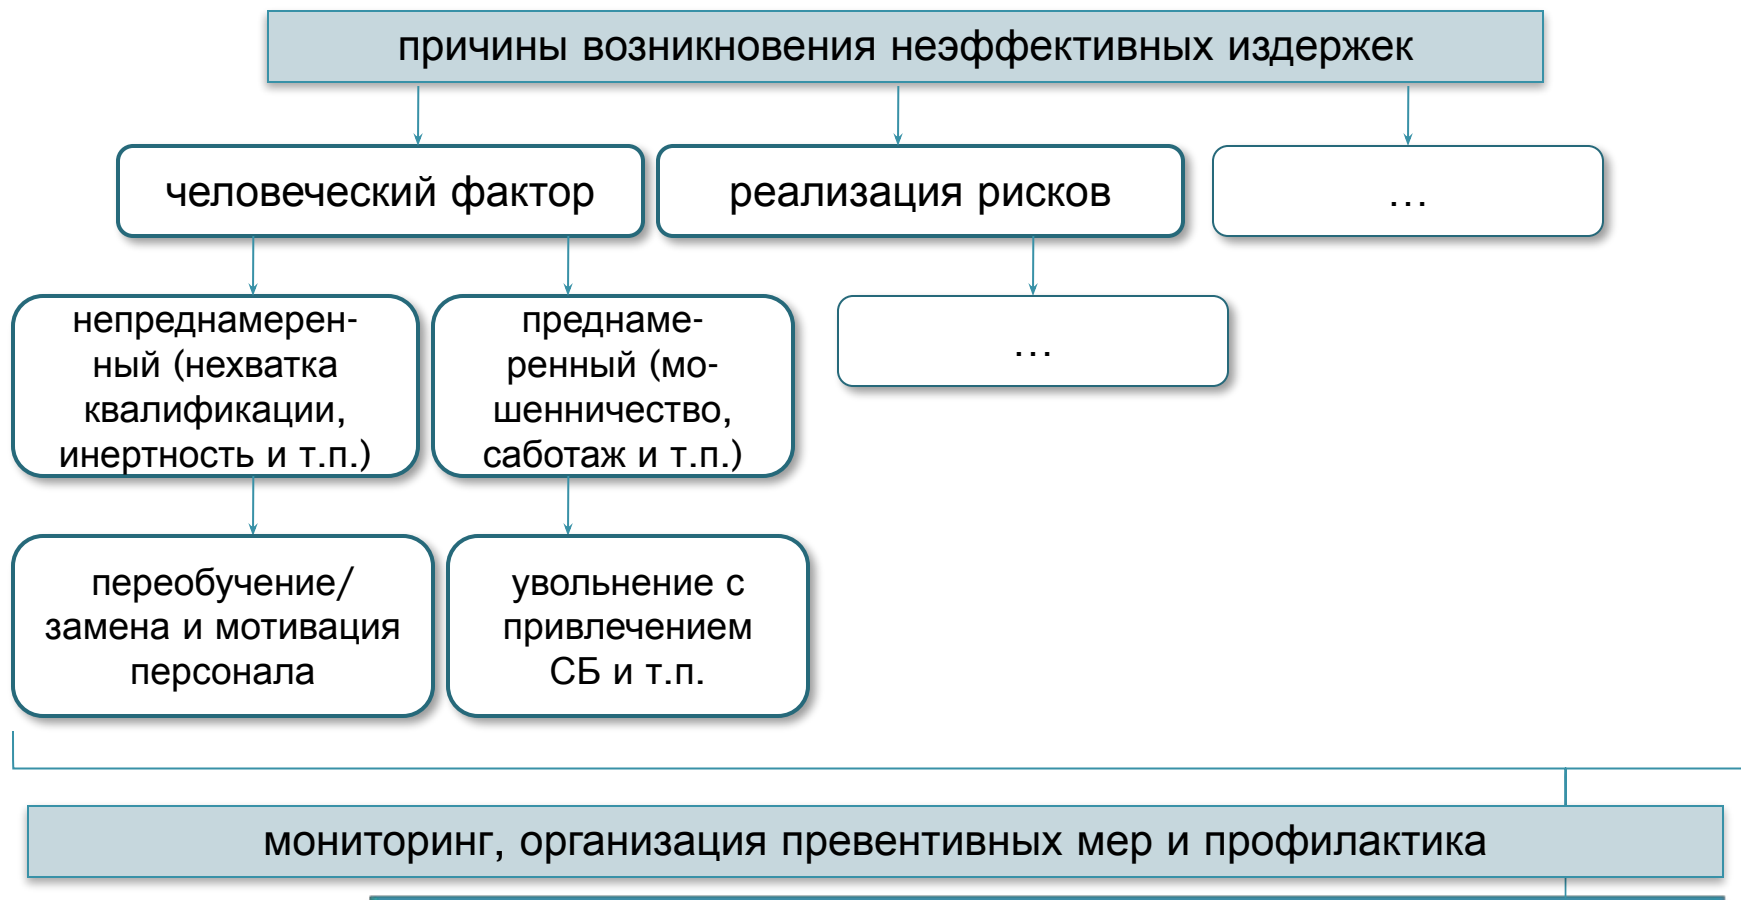 причины возникновения неэффективных издержек
человеческий фактор
реализация рисков
...
непреднамерен-
ный (нехватка
квалификации,
инертность и т.п.)
преднаме-
ренный (мо-
шенничество,
саботаж и т.п.)
...
переобучение/
замена и мотивация
персонала
увольнение с
привлечением
СБ и т.п.
мониторинг, организация превентивных мер и профилактика